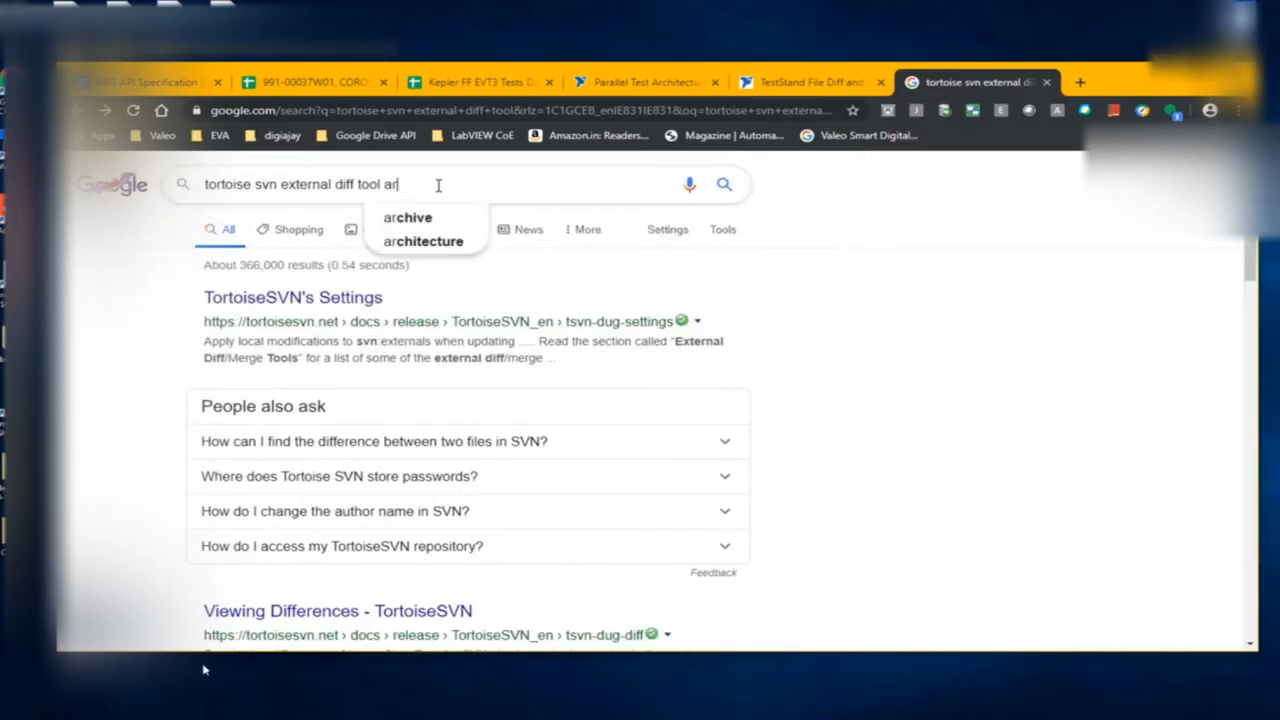 MES API Specification
991-00037W01, CORO
Kepler FF EVT3 Tests D
Parallel Test Architectu
TestStand File Diff and
tortoise svn external di
google.com/search?q=tortoise+svn+external+diff+tool&rlz=1C1GCEB_enIE831IE831&oq=tortoise+svn+externa...
Apps
Valeo
EVA
digiajay
Google Drive API
LabVIEW CoE
Amazon.in: Readers...
Magazine | Automa...
Valeo Smart Digital...
Google
tortoise svn external diff tool ar
archive
architecture
All
Shopping
News
More
Settings
Tools
About 366,000 results (0.54 seconds)
TortoiseSVN's Settings
https://tortoisesvn.net › docs › release › TortoiseSVN_en › tsvn-dug-settings
Apply local modifications to svn externals when updating ..... Read the section called "External
Diff/Merge Tools" for a list of some of the external diff/merge ...
People also ask
How can I find the difference between two files in SVN?
Where does Tortoise SVN store passwords?
How do I change the author name in SVN?
How do I access my TortoiseSVN repository?
Feedback
Viewing Differences - TortoiseSVN
https://tortoisesvn.net › docs › release › TortoiseSVN_en › tsvn-dug-diff